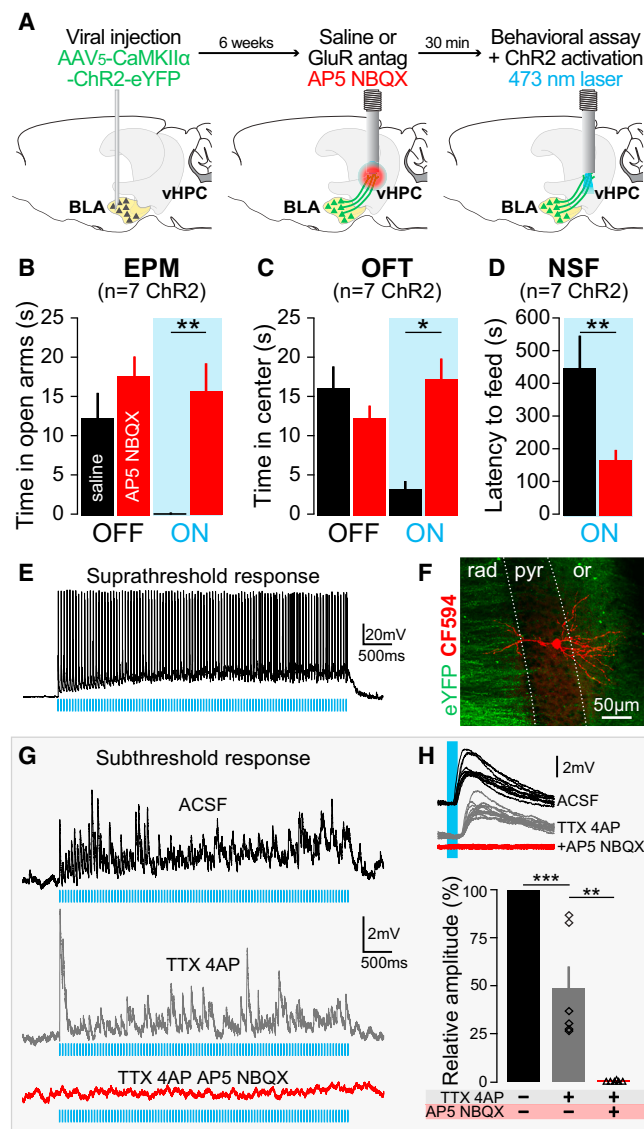 A
Viral injection
AAV5-CaMKIIα
-ChR2-eYFP
6 weeks
Saline or
GluR antag
AP5 NBQX
30 min
Behavioral assay
+ ChR2 activation
473 nm laser
BLA
vHPC
BLA
vHPC
BLA
vHPC
B
EPM
(n=7 ChR2)
Time in open arms (s)
25
20
15
10
5
0
**
saline
AP5 NBQX
OFF
ON
C
OFT
(n=7 ChR2)
Time in center (s)
25
20
15
10
5
0
*
OFF
ON
D
NSF
(n=7 ChR2)
Latency to feed (s)
600
500
400
300
200
100
0
**
ON
E
Suprathreshold response
20mV
500ms
F
rad
pyr
or
eYFP CF594
50µm
G
Subthreshold response
ACSF
2mV
500ms
TTX 4AP
TTX 4AP AP5 NBQX
H
2mV
ACSF
TTX 4AP
+AP5 NBQX
Relative amplitude (%)
100
75
50
25
0
***
**
TTX 4AP - + +
AP5 NBQX - - +